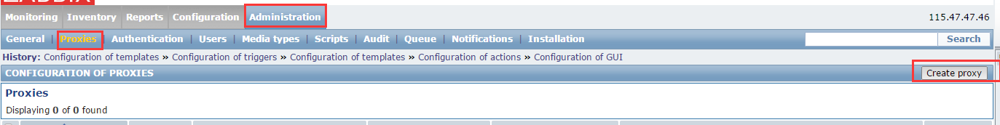 ZABBIX
Monitoring Inventory Reports Configuration Administration 115.47.47.46
General | Proxies | Authentication | Users | Media types | Scripts | Audit | Queue | Notifications | Installation Search
History: Configuration of templates » Configuration of triggers » Configuration of templates » Configuration of actions » Configuration of GUI
CONFIGURATION OF PROXIES Create proxy
Proxies
Displaying 0 of 0 found